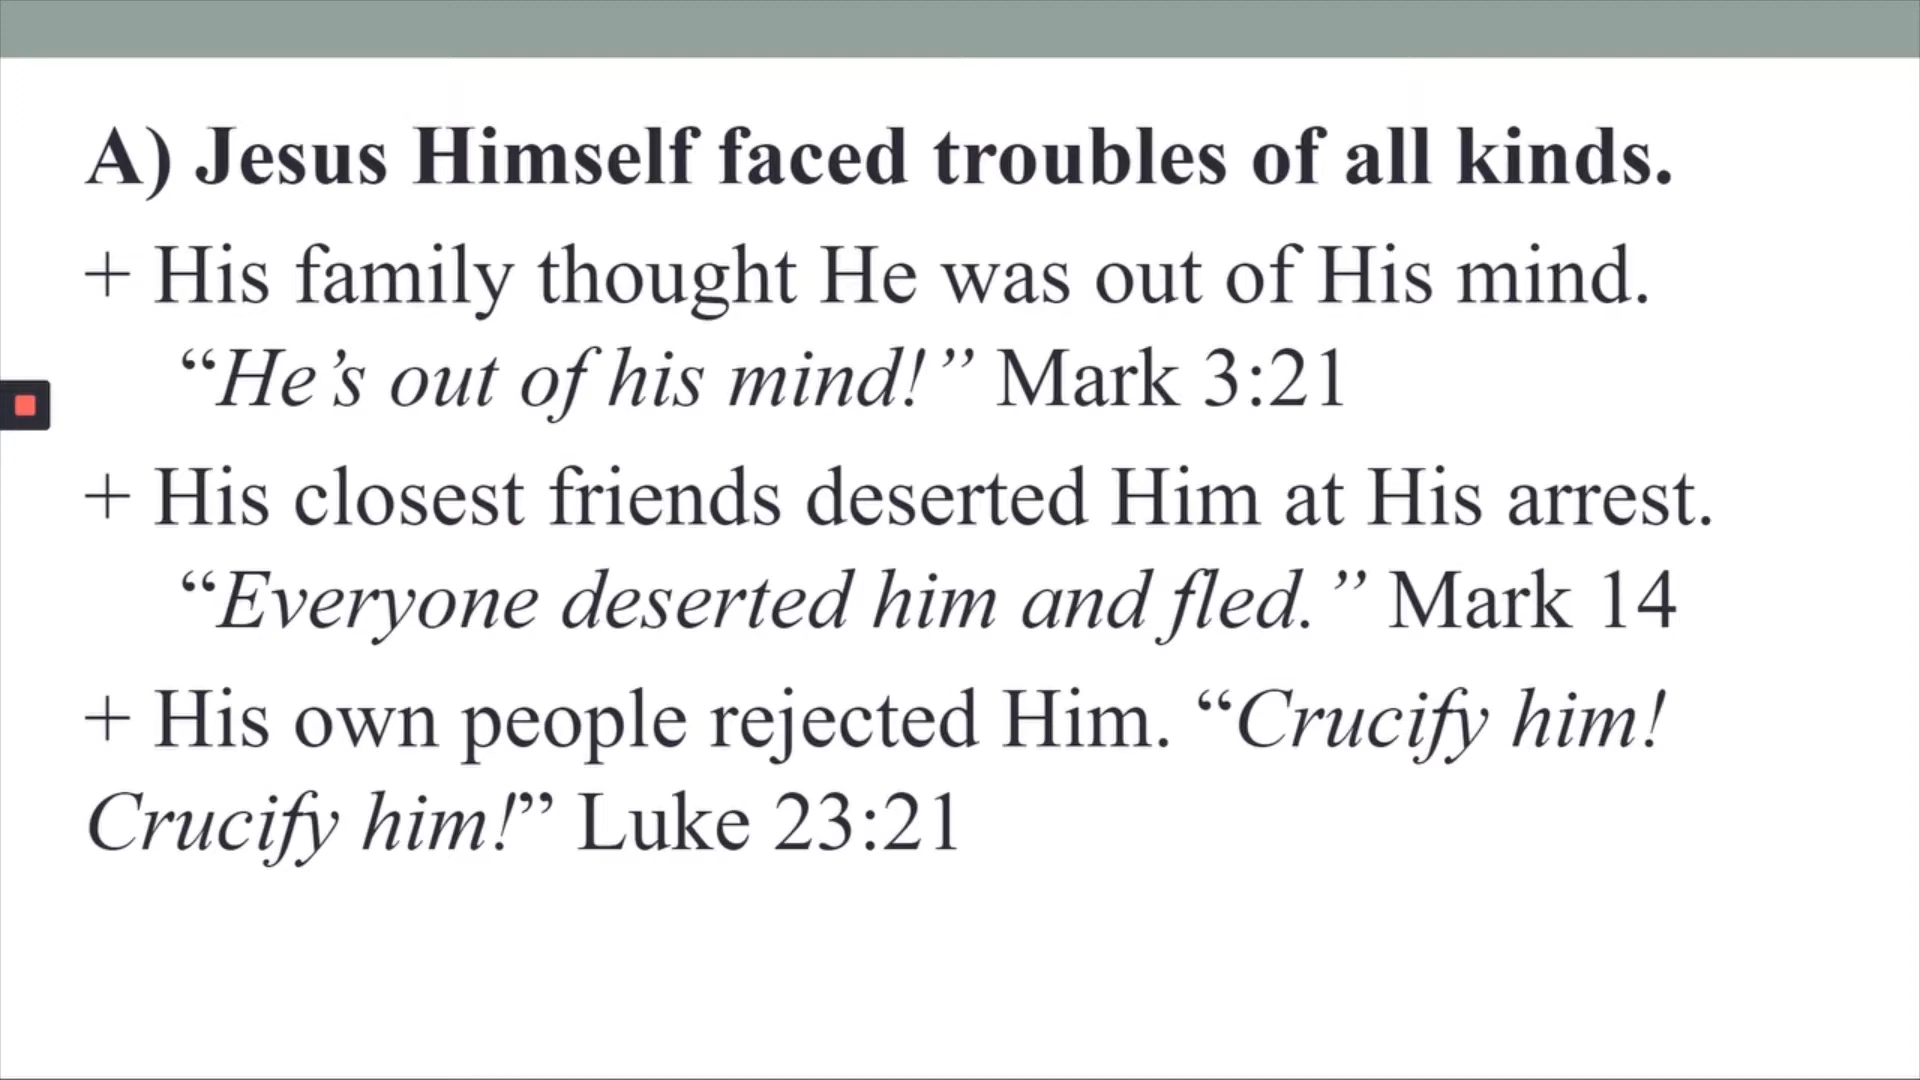 A) Jesus Himself faced troubles of all kinds.
+ His family thought He was out of His mind.
“He’s out of his mind!” Mark 3:21
+ His closest friends deserted Him at His arrest.
“Everyone deserted him and fled.” Mark 14
+ His own people rejected Him. “Crucify him!
Crucify him!” Luke 23:21